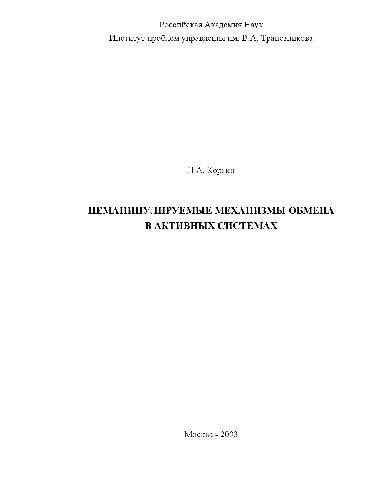 Российская Академия Наук
Институт проблем управления им. В.А. Трапезникова
Н.А. Коргин
НЕМАНИПУЛИРУЕМЫЕ МЕХАНИЗМЫ ОБМЕНА
В АКТИВНЫХ СИСТЕМАХ
Москва - 2003